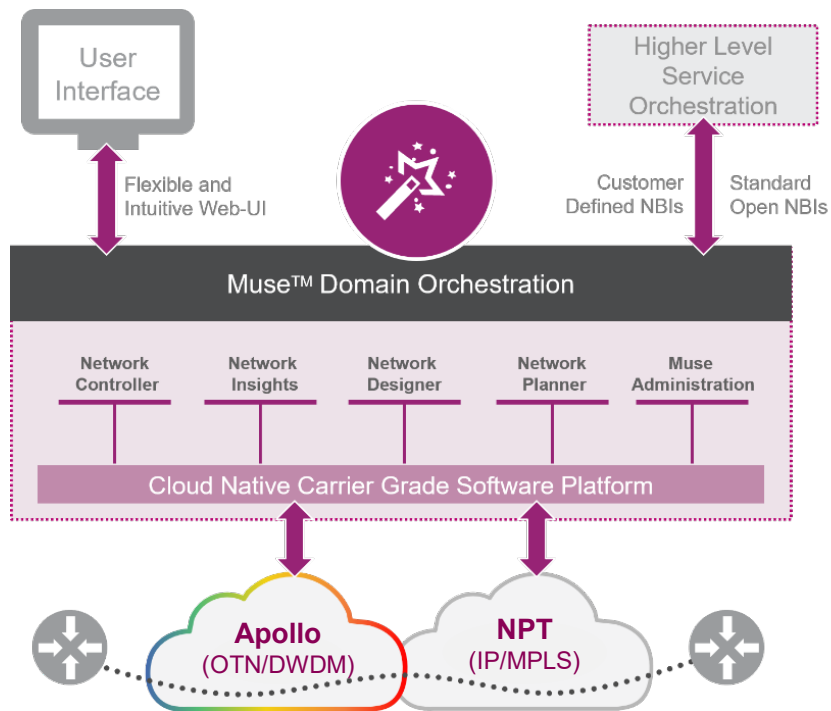 User
Interface
Higher Level
Service
Orchestration
Flexible and
Intuitive Web-UI
Customer
Defined NBIs
Standard
Open NBIs
Muse™ Domain Orchestration
Network
Controller
Network
Insights
Network
Designer
Network
Planner
Muse
Administration
Cloud Native Carrier Grade Software Platform
Apollo
(OTN/DWDM)
NPT
(IP/MPLS)